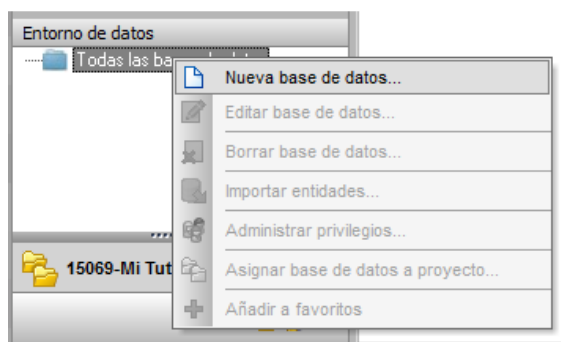 Entorno de datos
Todas las
Nueva base de datos...
Editar base de datos...
Borrar base de datos...
Importar entidades...
Administrar privilegios...
15069-Mi Tut
Asignar base de datos a proyecto...
Añadir a favoritos